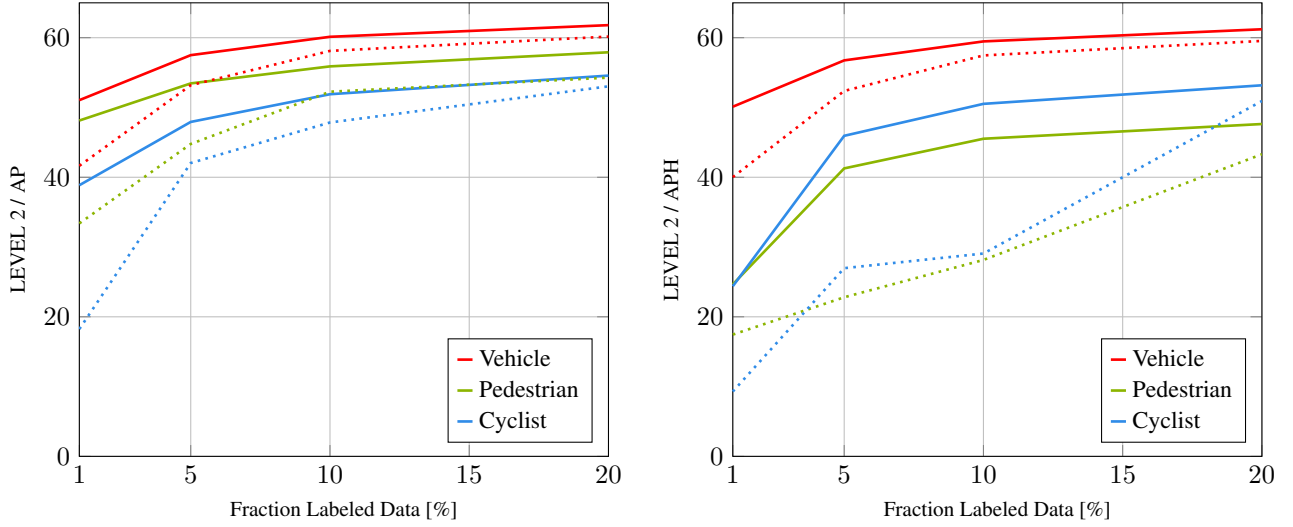 LEVEL 2 / AP
60
40
20
0
1 5 10 15 20
Fraction Labeled Data [%]
Vehicle
Pedestrian
Cyclist
LEVEL 2 / APH
60
40
20
0
1 5 10 15 20
Fraction Labeled Data [%]
Vehicle
Pedestrian
Cyclist